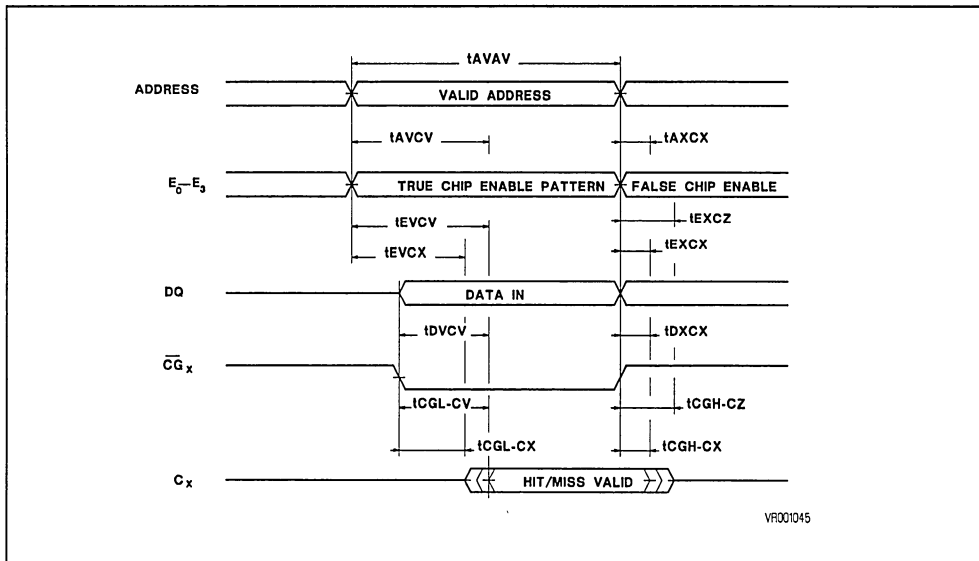 tAVAV
ADDRESS
VALID ADDRESS
tAVCV
tAXCX
E0–E3
TRUE CHIP ENABLE PATTERN
FALSE CHIP ENABLE
tEXCZ
tEVCV
tEXCX
tEVCX
DQ
DATA IN
tDVCV
tDXCX
C̅G̅x
tCGL-CV
tCGH-CZ
tCGL-CX
tCGH-CX
Cx
HIT/MISS VALID
VR001045